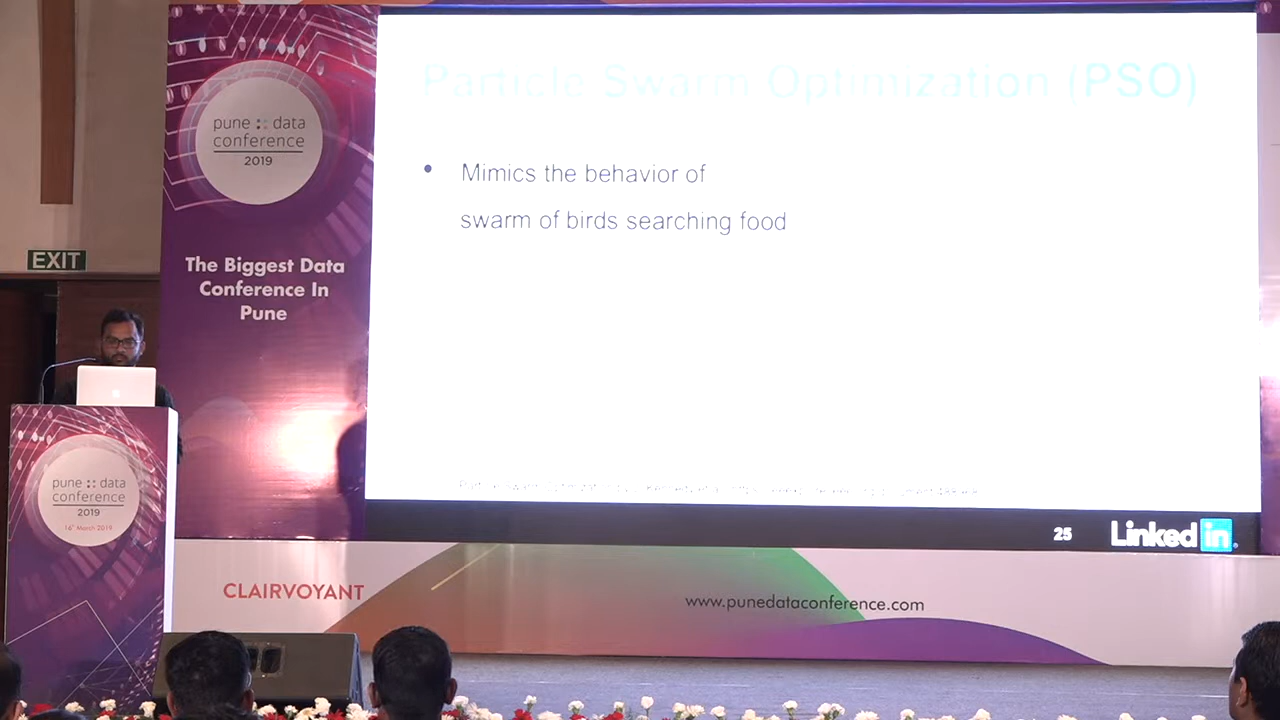 Particle Swarm Optimization (PSO)
• Mimics the behavior of
swarm of birds searching food
25
LinkedIn
pune :: data
conference
2019
The Biggest Data
Conference In
Pune
EXIT
pune :: data
conference
2019
16th March 2019
CLAIRVOYANT
www.punedataconference.com